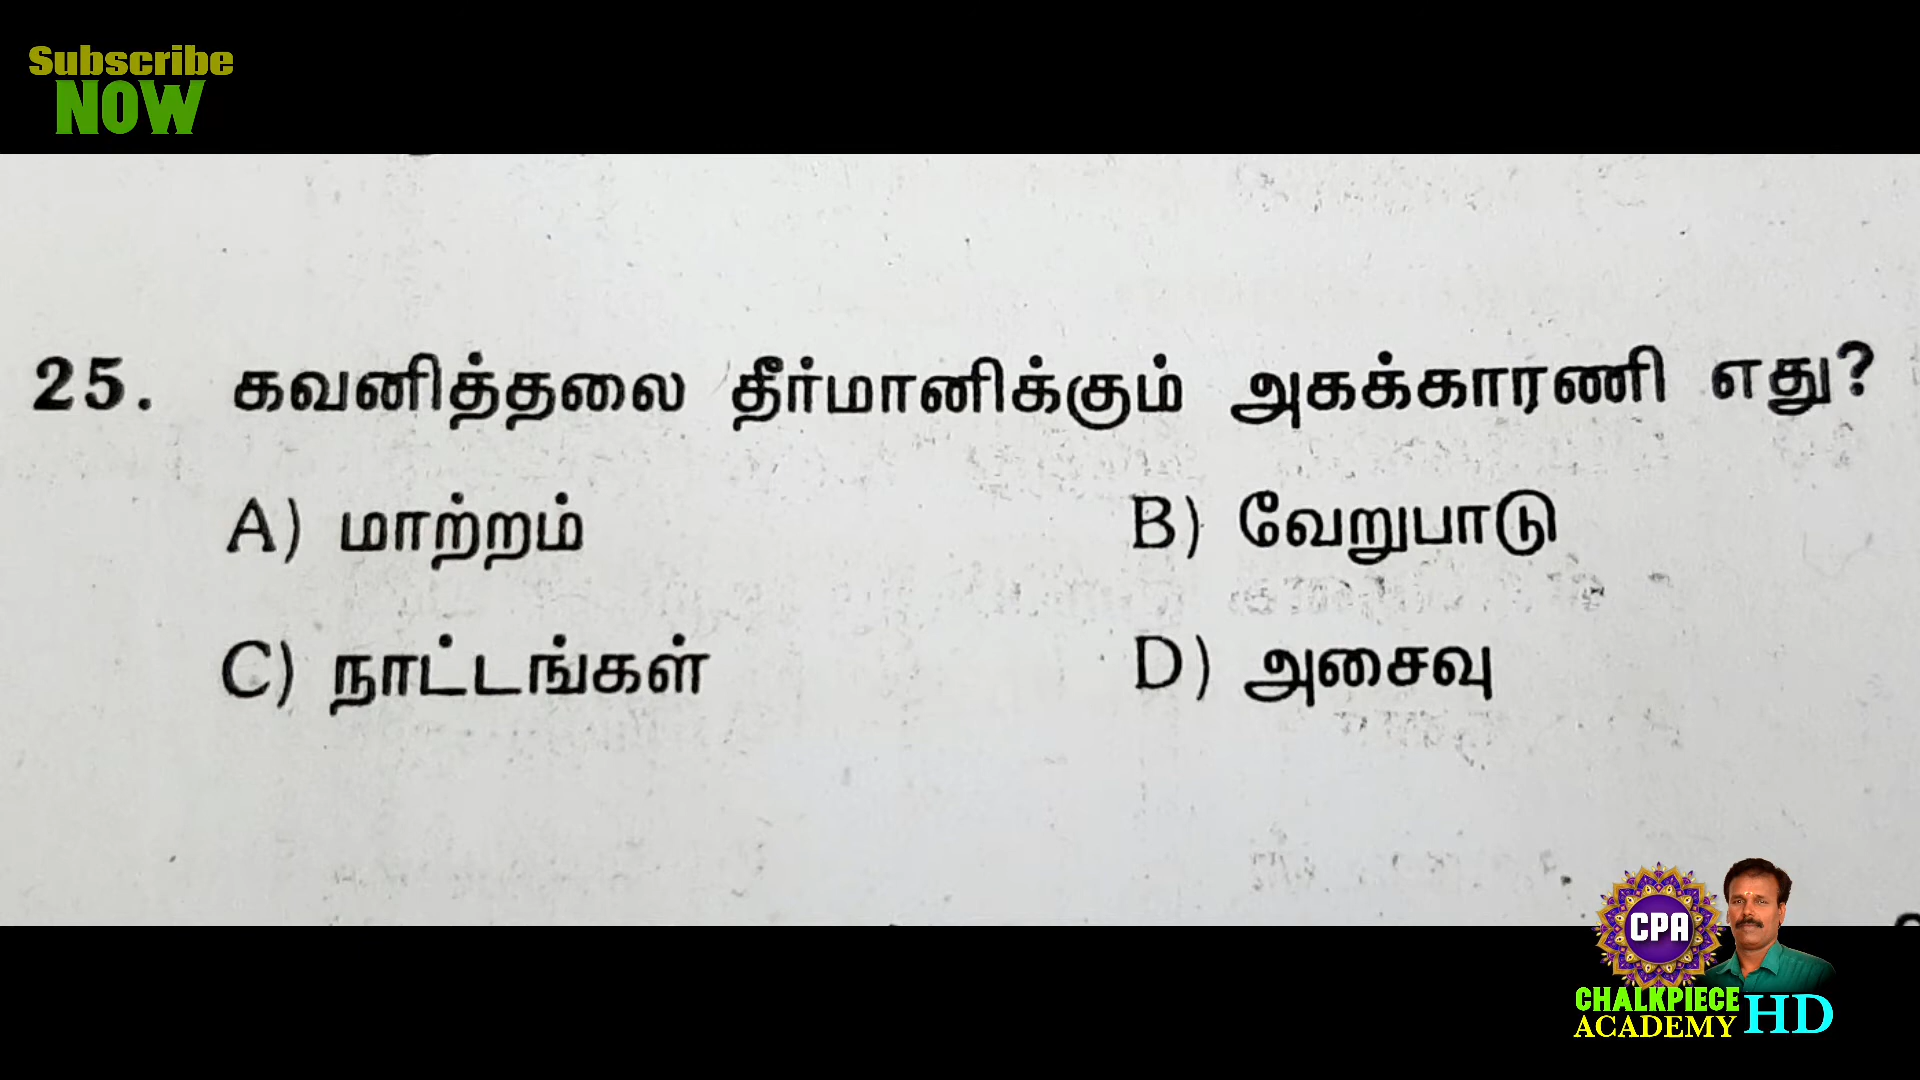 Subscribe
NOW
25. கவனித்தலை தீர்மானிக்கும் அகக்காரணி எது?
A) மாற்றம் B) வேறுபாடு
C) நாட்டங்கள் D) அசைவு
CPA
CHALKPIECE
ACADEMY HD